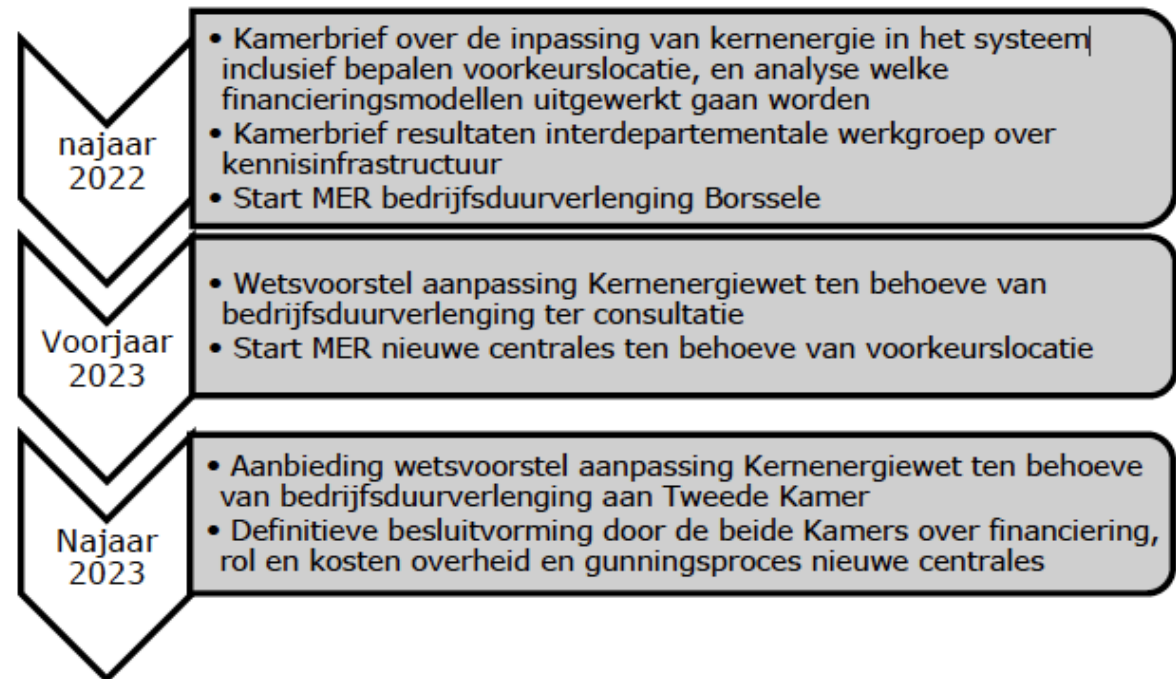 najaar
2022
• Kamerbrief over de inpassing van kernenergie in het systeem
inclusief bepalen voorkeurslocatie, en analyse welke
financieringsmodellen uitgewerkt gaan worden
• Kamerbrief resultaten interdepartementale werkgroep over
kennisinfrastructuur
• Start MER bedrijfsduurverlenging Borssele
Voorjaar
2023
• Wetsvoorstel aanpassing Kernenergiewet ten behoeve van
bedrijfsduurverlenging ter consultatie
• Start MER nieuwe centrales ten behoeve van voorkeurslocatie
Najaar
2023
• Aanbieding wetsvoorstel aanpassing Kernenergiewet ten behoeve
van bedrijfsduurverlenging aan Tweede Kamer
• Definitieve besluitvorming door de beide Kamers over financiering,
rol en kosten overheid en gunningsproces nieuwe centrales